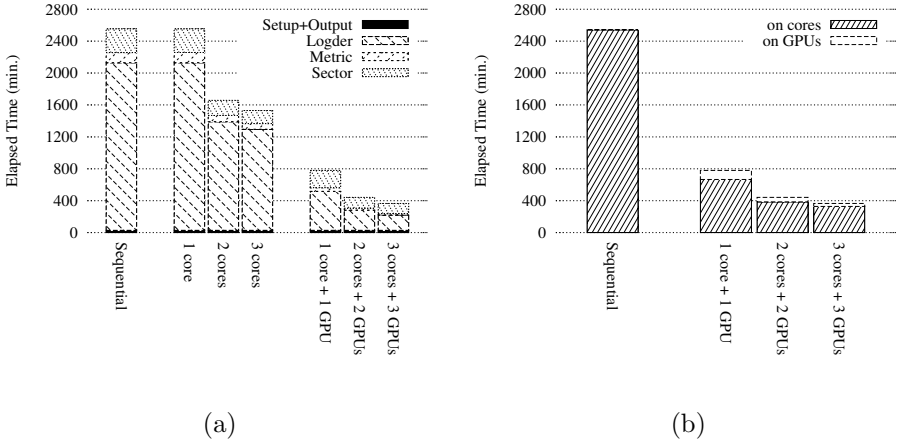 Elapsed Time (min.)
2800
2400
2000
1600
1200
800
400
0
Setup+Output
Logder
Metric
Sector
Sequential
1 core
2 cores
3 cores
1 core + 1 GPU
2 cores + 2 GPUs
3 cores + 3 GPUs
(a)
Elapsed Time (min.)
2800
2400
2000
1600
1200
800
400
0
on cores
on GPUs
Sequential
1 core + 1 GPU
2 cores + 2 GPUs
3 cores + 3 GPUs
(b)